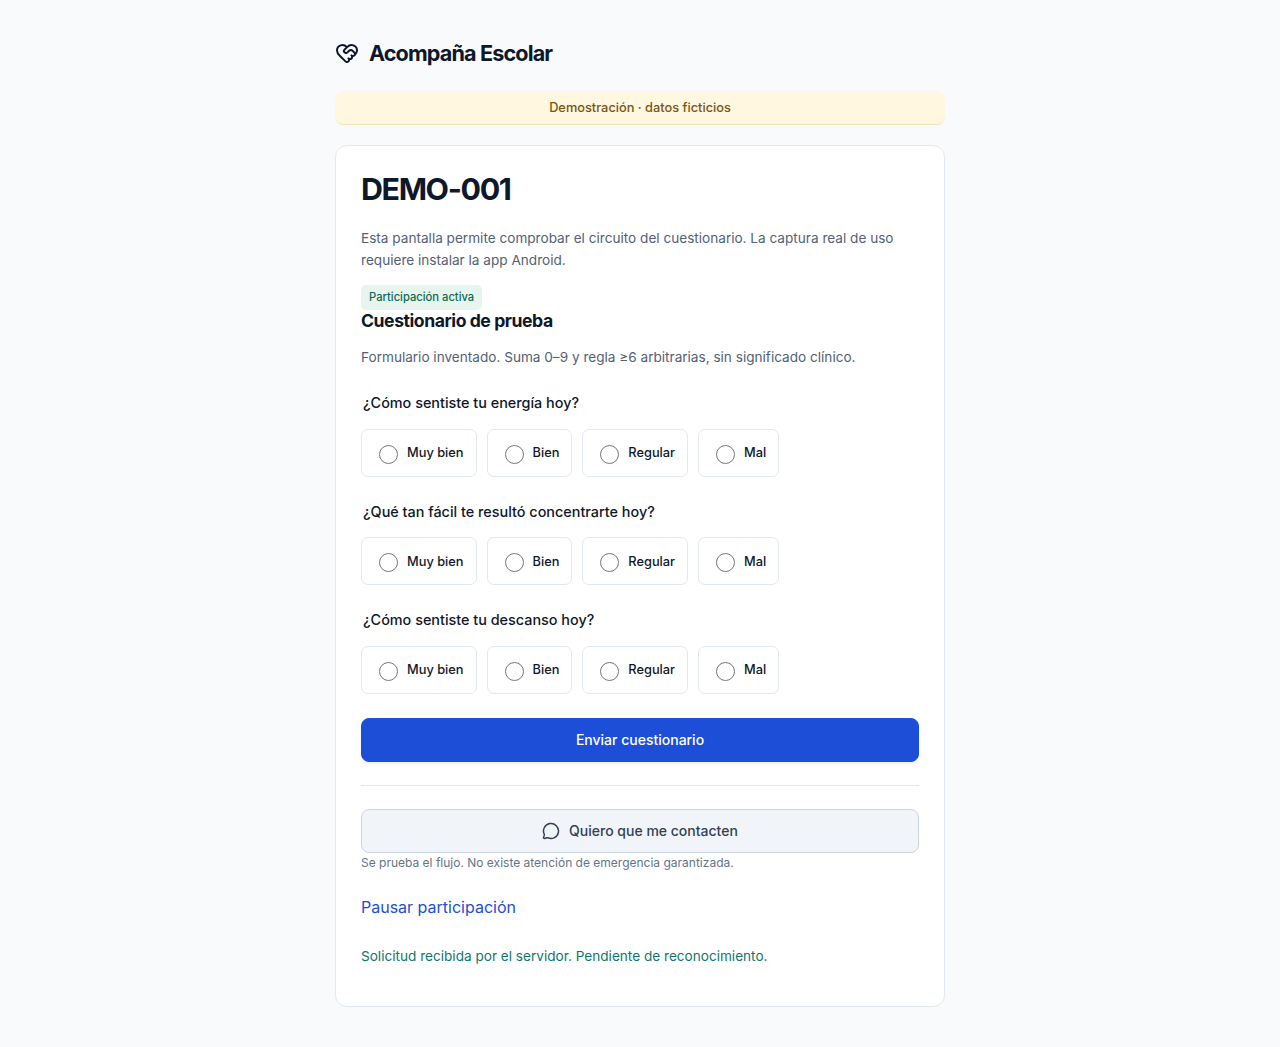 Acompaña Escolar
Demostración · datos ficticios
DEMO-001
Esta pantalla permite comprobar el circuito del cuestionario. La captura real de uso
requiere instalar la app Android.
Participación activa
Cuestionario de prueba
Formulario inventado. Suma 0–9 y regla ≥6 arbitrarias, sin significado clínico.
¿Cómo sentiste tu energía hoy?
Muy bien Bien Regular Mal
¿Qué tan fácil te resultó concentrarte hoy?
Muy bien Bien Regular Mal
¿Cómo sentiste tu descanso hoy?
Muy bien Bien Regular Mal
Enviar cuestionario
Quiero que me contacten
Se prueba el flujo. No existe atención de emergencia garantizada.
Pausar participación
Solicitud recibida por el servidor. Pendiente de reconocimiento.